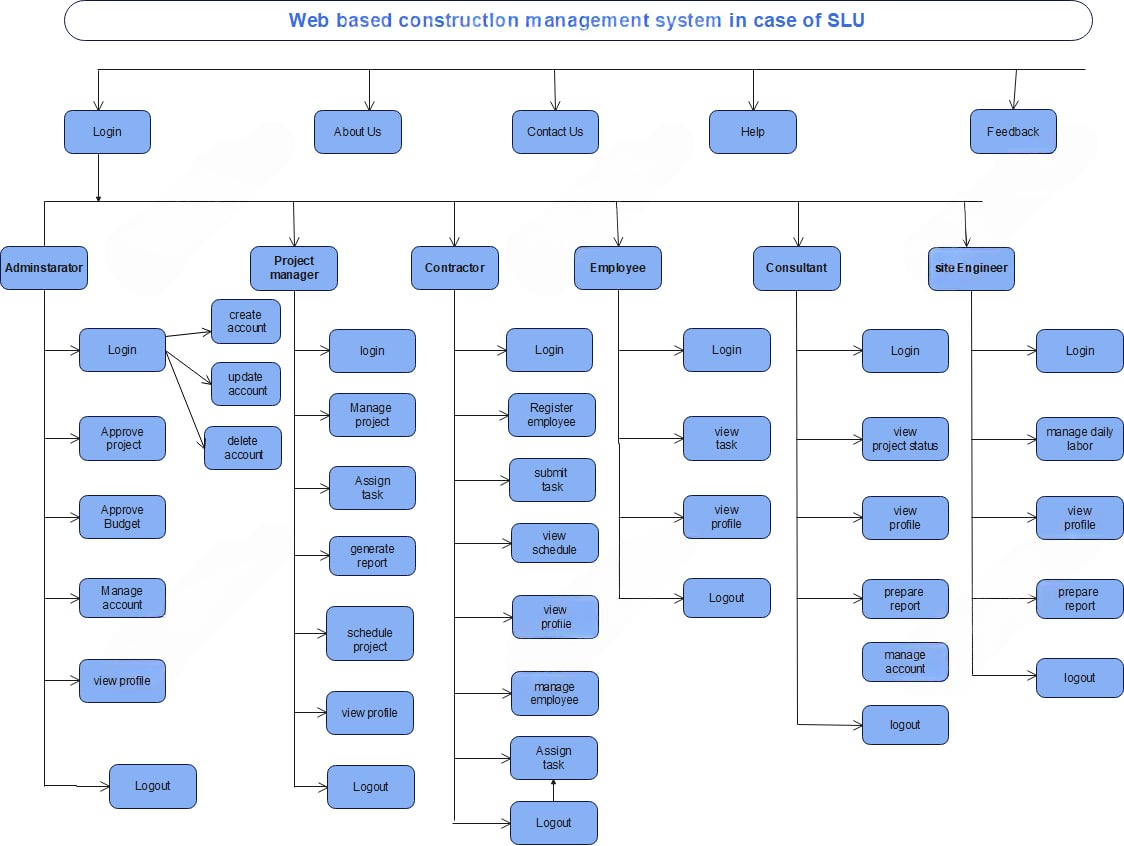 Web based construction management system in case of SLU
Login
About Us
Contact Us
Help
Feedback
Adminstarator
Project
manager
Contractor
Employee
Consultant
site Engineer
Login
create
account
update
account
delete
account
Approve
project
Approve
Budget
Manage
account
view profile
Logout
login
Manage
project
Assign
task
generate
report
schedule
project
view profile
Logout
Login
Register
employee
submit
task
view
schedule
view
profile
manage
employee
Assign
task
Logout
Login
view
task
view
profile
Logout
Login
view
project status
view
profile
prepare
report
manage
account
logout
Login
manage daily
labor
view
profile
prepare
report
logout